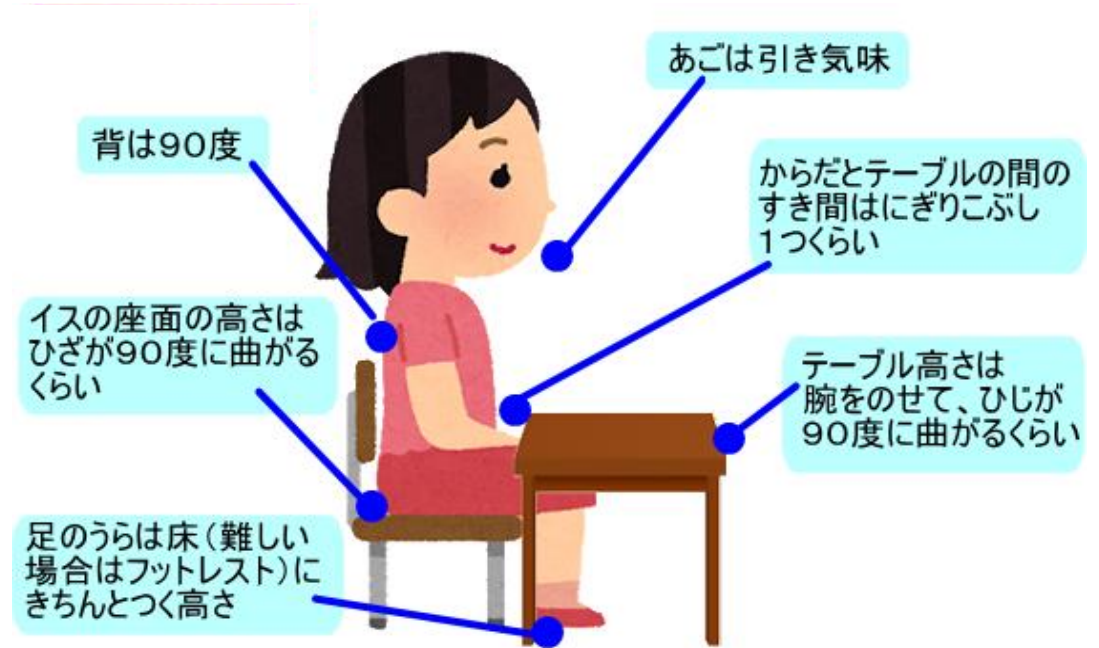 あごは引き気味
背は９０度
からだとテーブルの間の
すき間はにぎりこぶし
１つくらい
イスの座面の高さは
ひざが９０度に曲がる
くらい
テーブル高さは
腕をのせて、ひじが
９０度に曲がるくらい
足のうらは床（難しい
場合はフットレスト）に
きちんとつく高さ